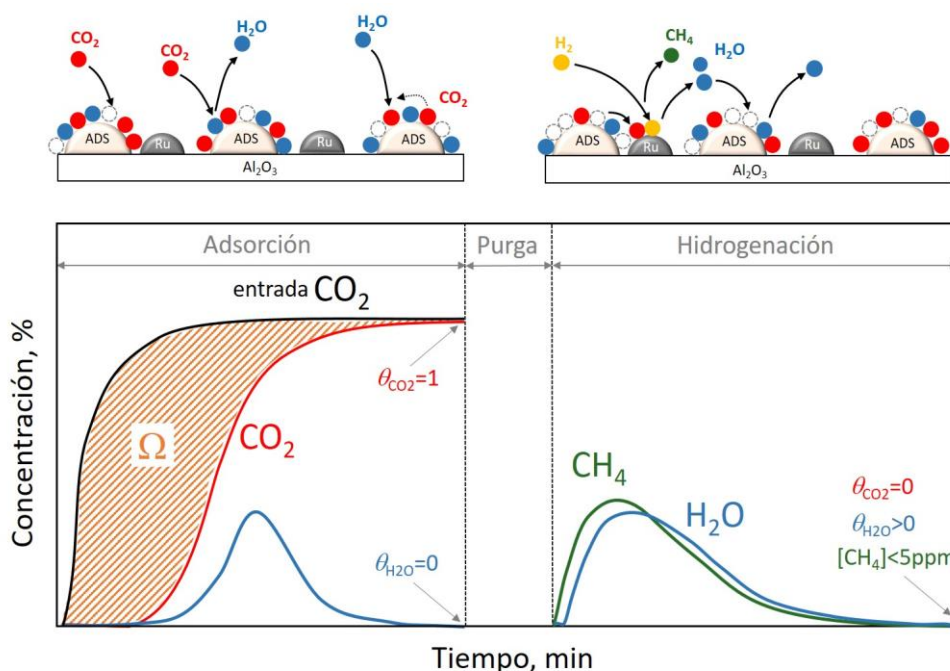 CO₂
CO₂
H₂O
H₂O
CO₂
ADS
Ru
ADS
Ru
ADS
Al₂O₃
H₂
CH₄
H₂O
ADS
Ru
ADS
Ru
ADS
Al₂O₃
Adsorción
Purga
Hidrogenación
entrada CO₂
θCO2=1
Ω
CO₂
θH2O=0
CH₄
H₂O
θCO2=0
θH2O>0
[CH₄]<5ppm
Concentración, %
Tiempo, min